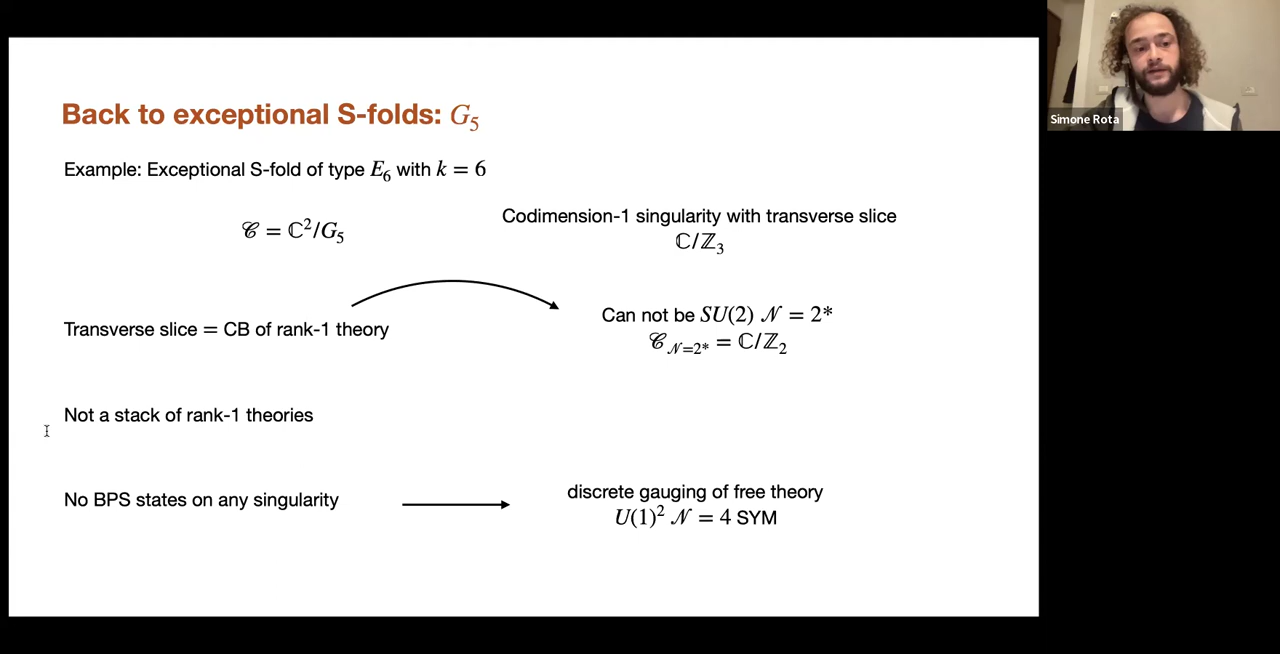 Back to exceptional S-folds: G₅
Example: Exceptional S-fold of type E₆ with k = 6
𝒞 = ℂ²/G₅
Codimension-1 singularity with transverse slice
ℂ/ℤ₃
Transverse slice = CB of rank-1 theory
Can not be SU(2) 𝒩 = 2*
𝒞_𝒩=2* = ℂ/ℤ₂
Not a stack of rank-1 theories
No BPS states on any singularity
discrete gauging of free theory
U(1)² 𝒩 = 4 SYM
Simone Rota